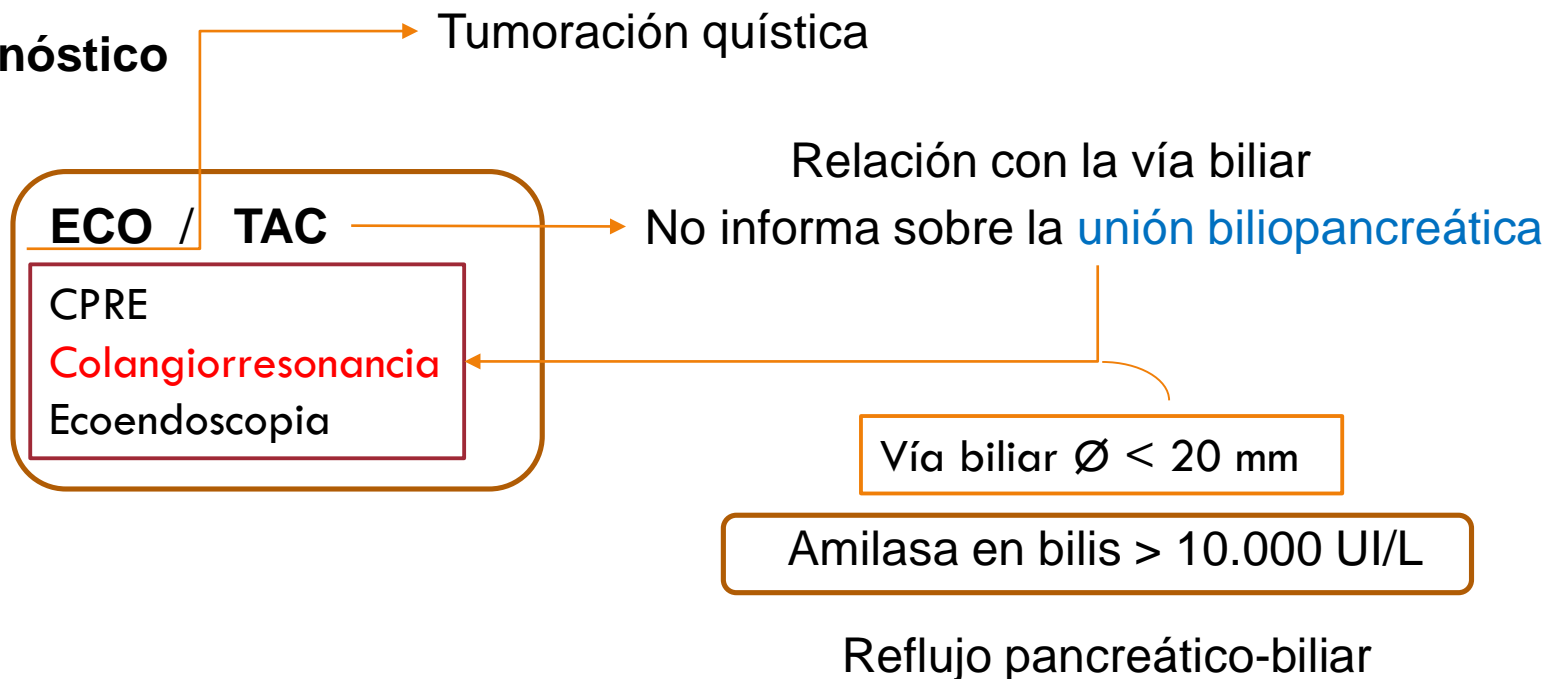 nóstico
Tumoración quística
Relación con la vía biliar
ECO / TAC
No informa sobre la unión biliopancreática
CPRE
Colangiorresonancia
Ecoendoscopia
Vía biliar Ø < 20 mm
Amilasa en bilis > 10.000 UI/L
Reflujo pancreático-biliar